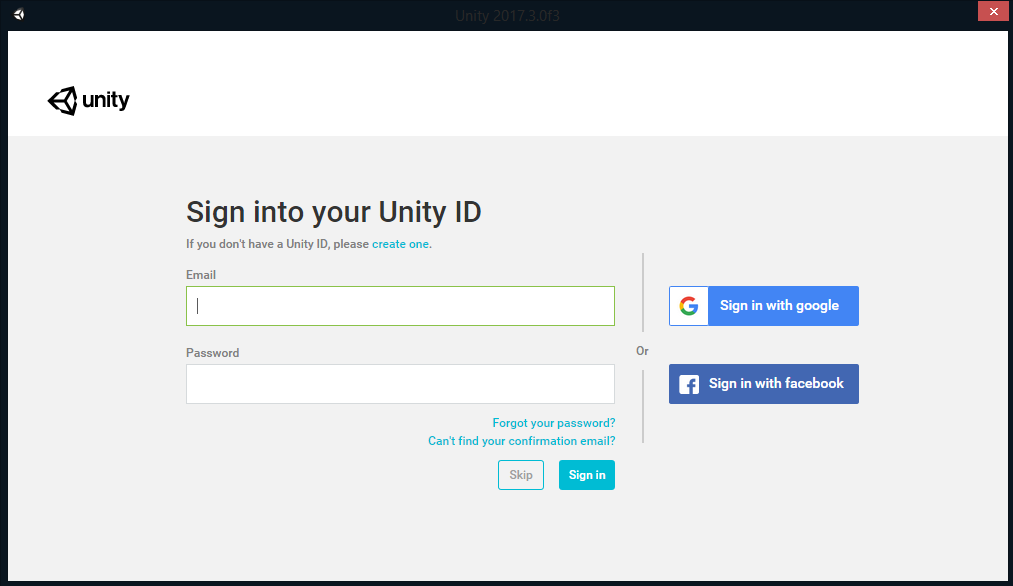 Unity 2017.3.0f3
unity
Sign into your Unity ID
If you don't have a Unity ID, please create one.
Email
Password
Forgot your password?
Can't find your confirmation email?
Skip
Sign in
Or
Sign in with google
Sign in with facebook